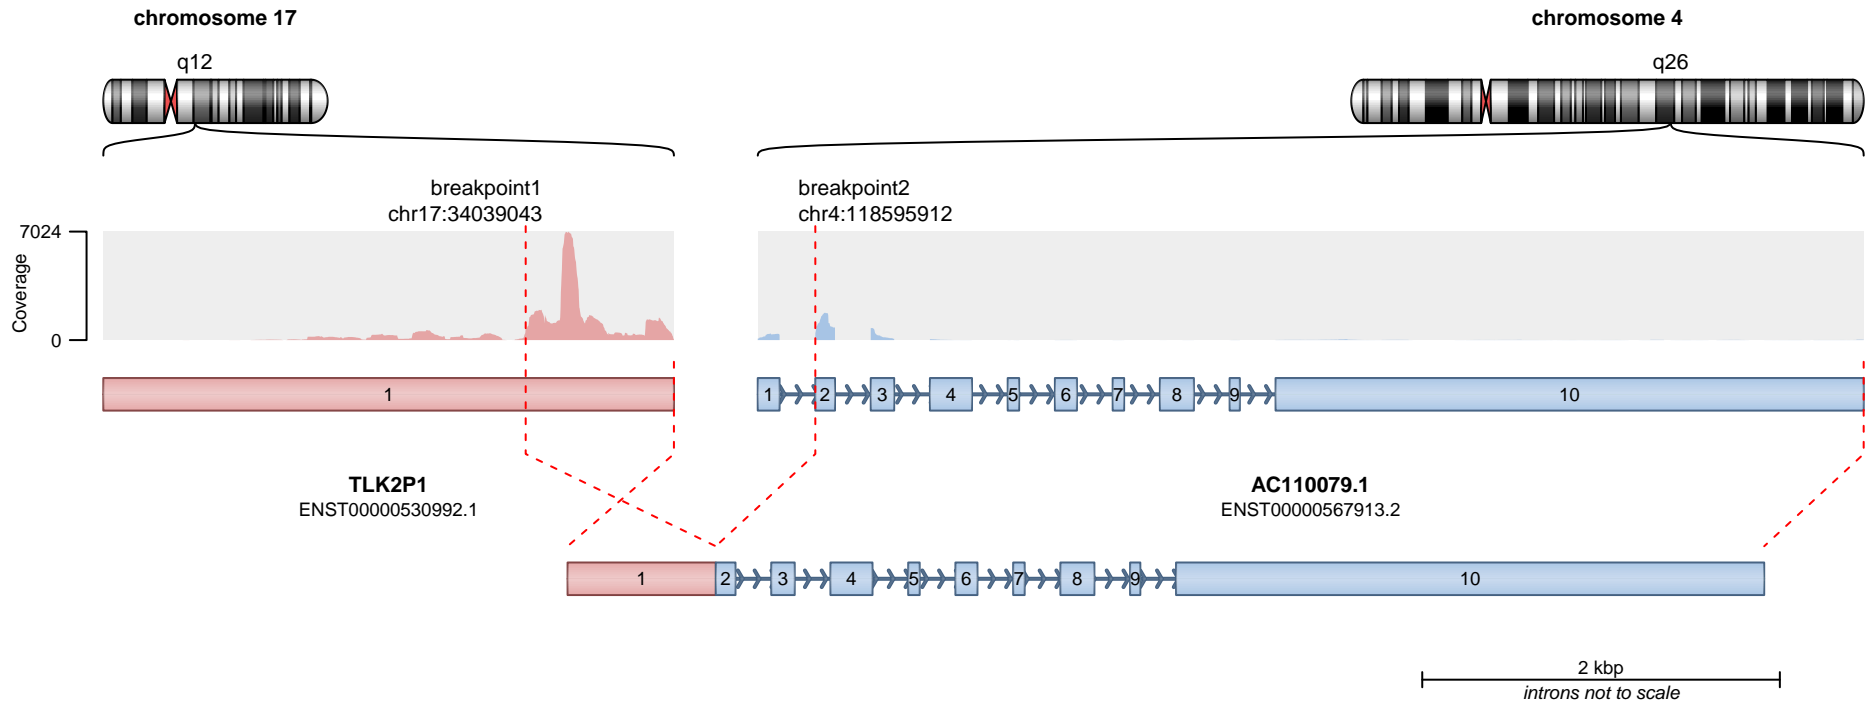 chromosome 17
chromosome 4
q12
q26
breakpoint1
chr17:34039043
breakpoint2
chr4:118595912
7024
Coverage
0
1
1 2 3 4 5 6 7 8 9 10
TLK2P1
ENST00000530992.1
AC110079.1
ENST00000567913.2
1 2 3 4 5 6 7 8 9 10
2 kbp
introns not to scale